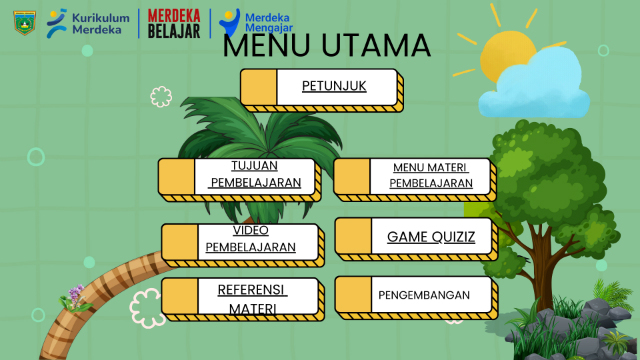 Kurikulum
Merdeka
MERDEKA
BELAJAR
Merdeka
Mengajar
MENU UTAMA
PETUNJUK
TUJUAN
PEMBELAJARAN
MENU MATERI
PEMBELAJARAN
VIDEO
PEMBELAJARAN
GAME QUIZIZ
REFERENSI
MATERI
PENGEMBANGAN